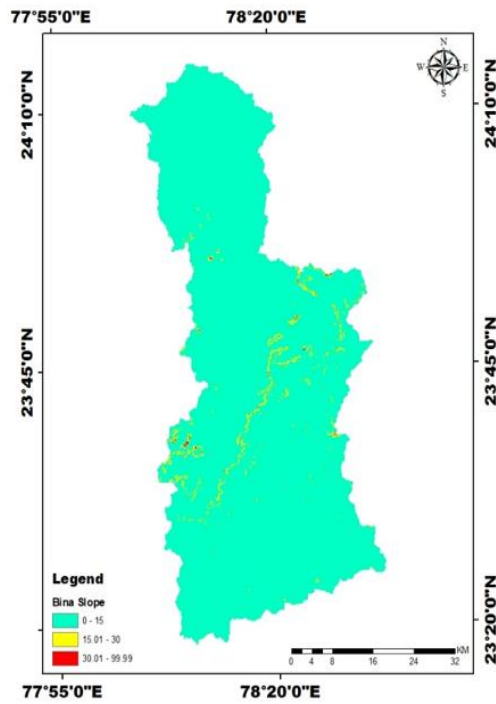 77°55'0"E 78°20'0"E
N
W E
S
24°10'0"N 24°10'0"N
23°45'0"N 23°45'0"N
23°20'0"N
Legend
Bina Slope
0 - 15
15.01 - 30
30.01 - 99.99
KM
0 2 4 8 16 24 32
77°55'0"E 78°20'0"E